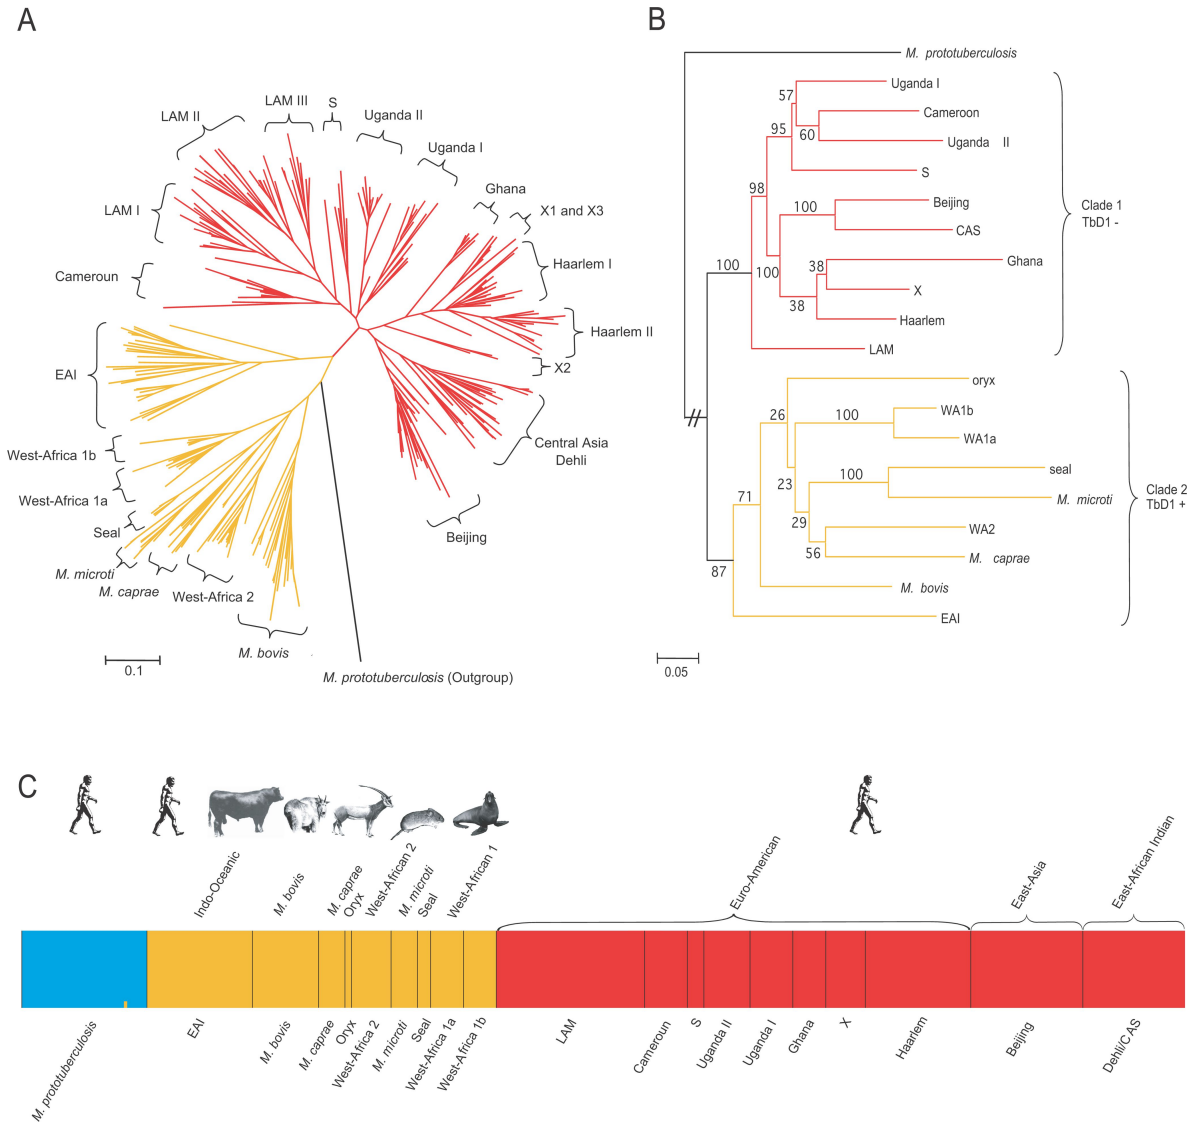 A
LAM II
LAM III
S
Uganda II
Uganda I
Ghana
X1 and X3
LAM I
Haarlem I
Cameroun
Haarlem II
EAI
X2
Central Asia
Dehli
West-Africa 1b
West-Africa 1a
Seal
Beijing
M. microti
M. caprae
West-Africa 2
M. bovis
0.1
M. prototuberculosis (Outgroup)
B
M. prototuberculosis
Uganda I
57
Cameroon
95
60
Uganda II
S
98
Beijing
100
CAS
Clade 1
TbD1 -
100
100
38
Ghana
X
38
Haarlem
LAM
oryx
26
100
WA1b
WA1a
23
100
seal
M. microti
Clade 2
TbD1 +
71
29
WA2
56
M. caprae
87
M. bovis
EAI
0.05
C
Indo-Oceanic
M. bovis
M. caprae
Oryx
West-African 2
M. microti
Seal
West-African 1
Euro-American
East-Asia
East-African Indian
M. prototuberculosis
EAI
M. bovis
M. caprae
Oryx
West-Africa 2
M. microti
Seal
West-Africa 1a
West-Africa 1b
LAM
Cameroun
S
Uganda II
Uganda I
Ghana
X
Haarlem
Beijing
Dehli/CAS